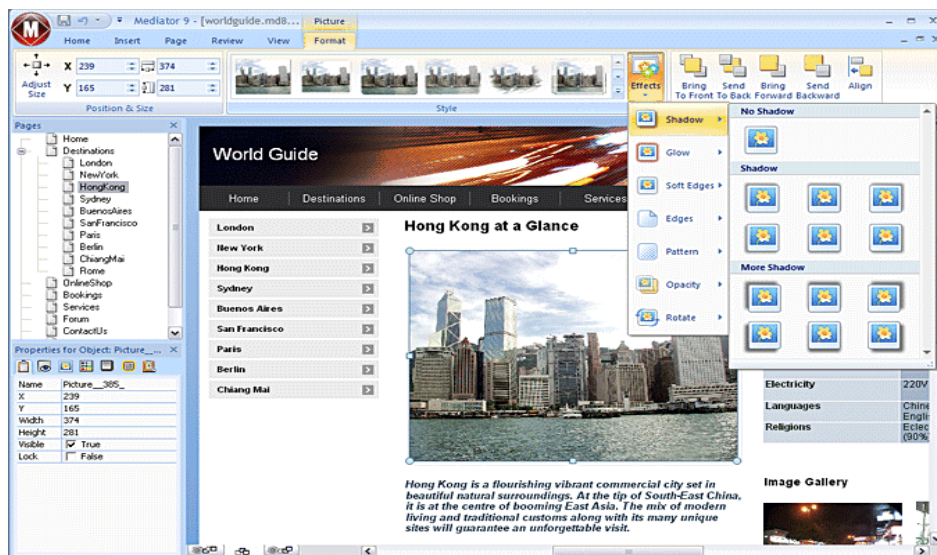 Mediator 9 - [worldguide.md8... Picture
Home Insert Page Review View Format
X 239 374
Adjust Size
Y 165 281
Position & Size
Style
Effects
Bring To Front
Send To Back
Bring Forward
Send Backward
Align
Pages
Home
Destinations
London
NewYork
HongKong
Sydney
BuenosAires
SanFrancisco
Paris
Berlin
ChiangMai
Rome
OnlineShop
Bookings
Services
Forum
ContactUs
Properties for Object: Picture__...
Name Picture__385_
X 239
Y 165
Width 374
Height 281
Visible True
Lock False
World Guide
Home Destinations Online Shop Bookings Services
London
New York
Hong Kong
Sydney
Buenos Aires
San Francisco
Paris
Berlin
Chiang Mai
Hong Kong at a Glance
Hong Kong is a flourishing vibrant commercial city set in
beautiful natural surroundings. At the tip of South-East China,
it is at the centre of booming East Asia. The mix of modern
living and traditional customs along with its many unique
sites will guarantee an unforgettable visit.
Shadow
Glow
Soft Edges
Edges
Pattern
Opacity
Rotate
No Shadow
Shadow
More Shadow
Electricity 220V
Languages Chine
Englis
Religions Eclec
(90%)
Image Gallery